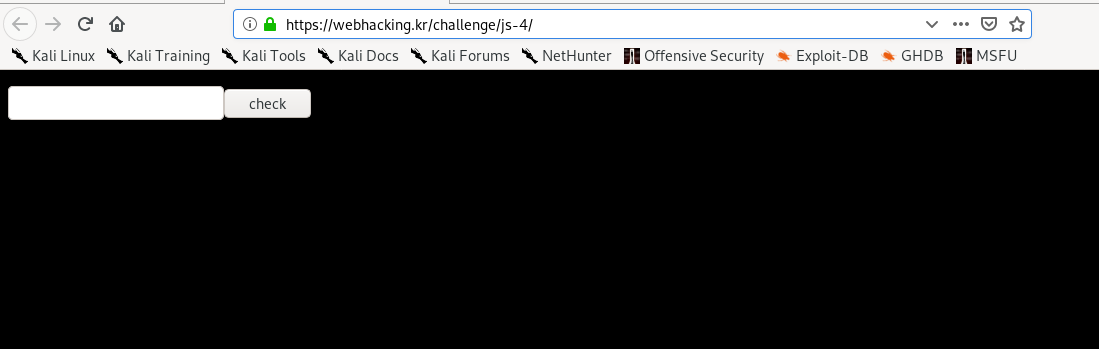 https://webhacking.kr/challenge/js-4/
Kali Linux Kali Training Kali Tools Kali Docs Kali Forums NetHunter Offensive Security Exploit-DB GHDB MSFU
check